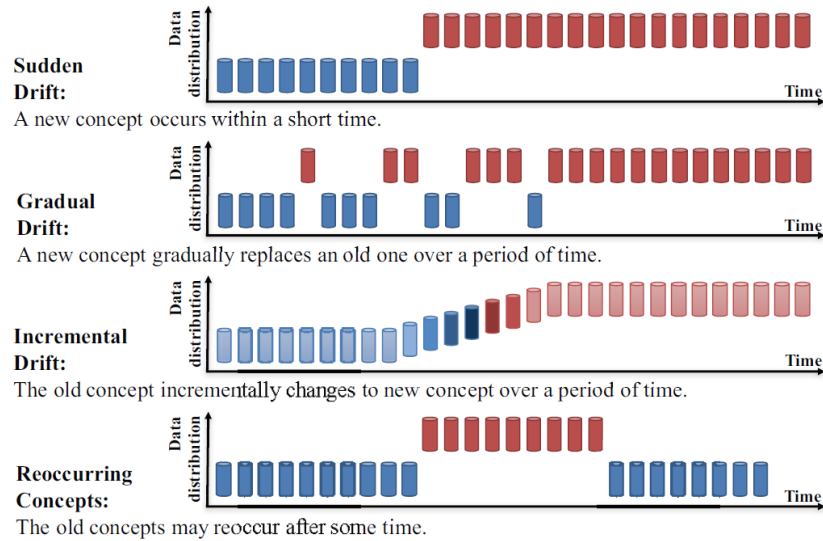 Data
distribution
Sudden
Drift:
Time
A new concept occurs within a short time.
Data
distribution
Gradual
Drift:
Time
A new concept gradually replaces an old one over a period of time.
Data
distribution
Incremental
Drift:
Time
The old concept incrementally changes to new concept over a period of time.
Data
distribution
Reoccurring
Concepts:
Time
The old concepts may reoccur after some time.